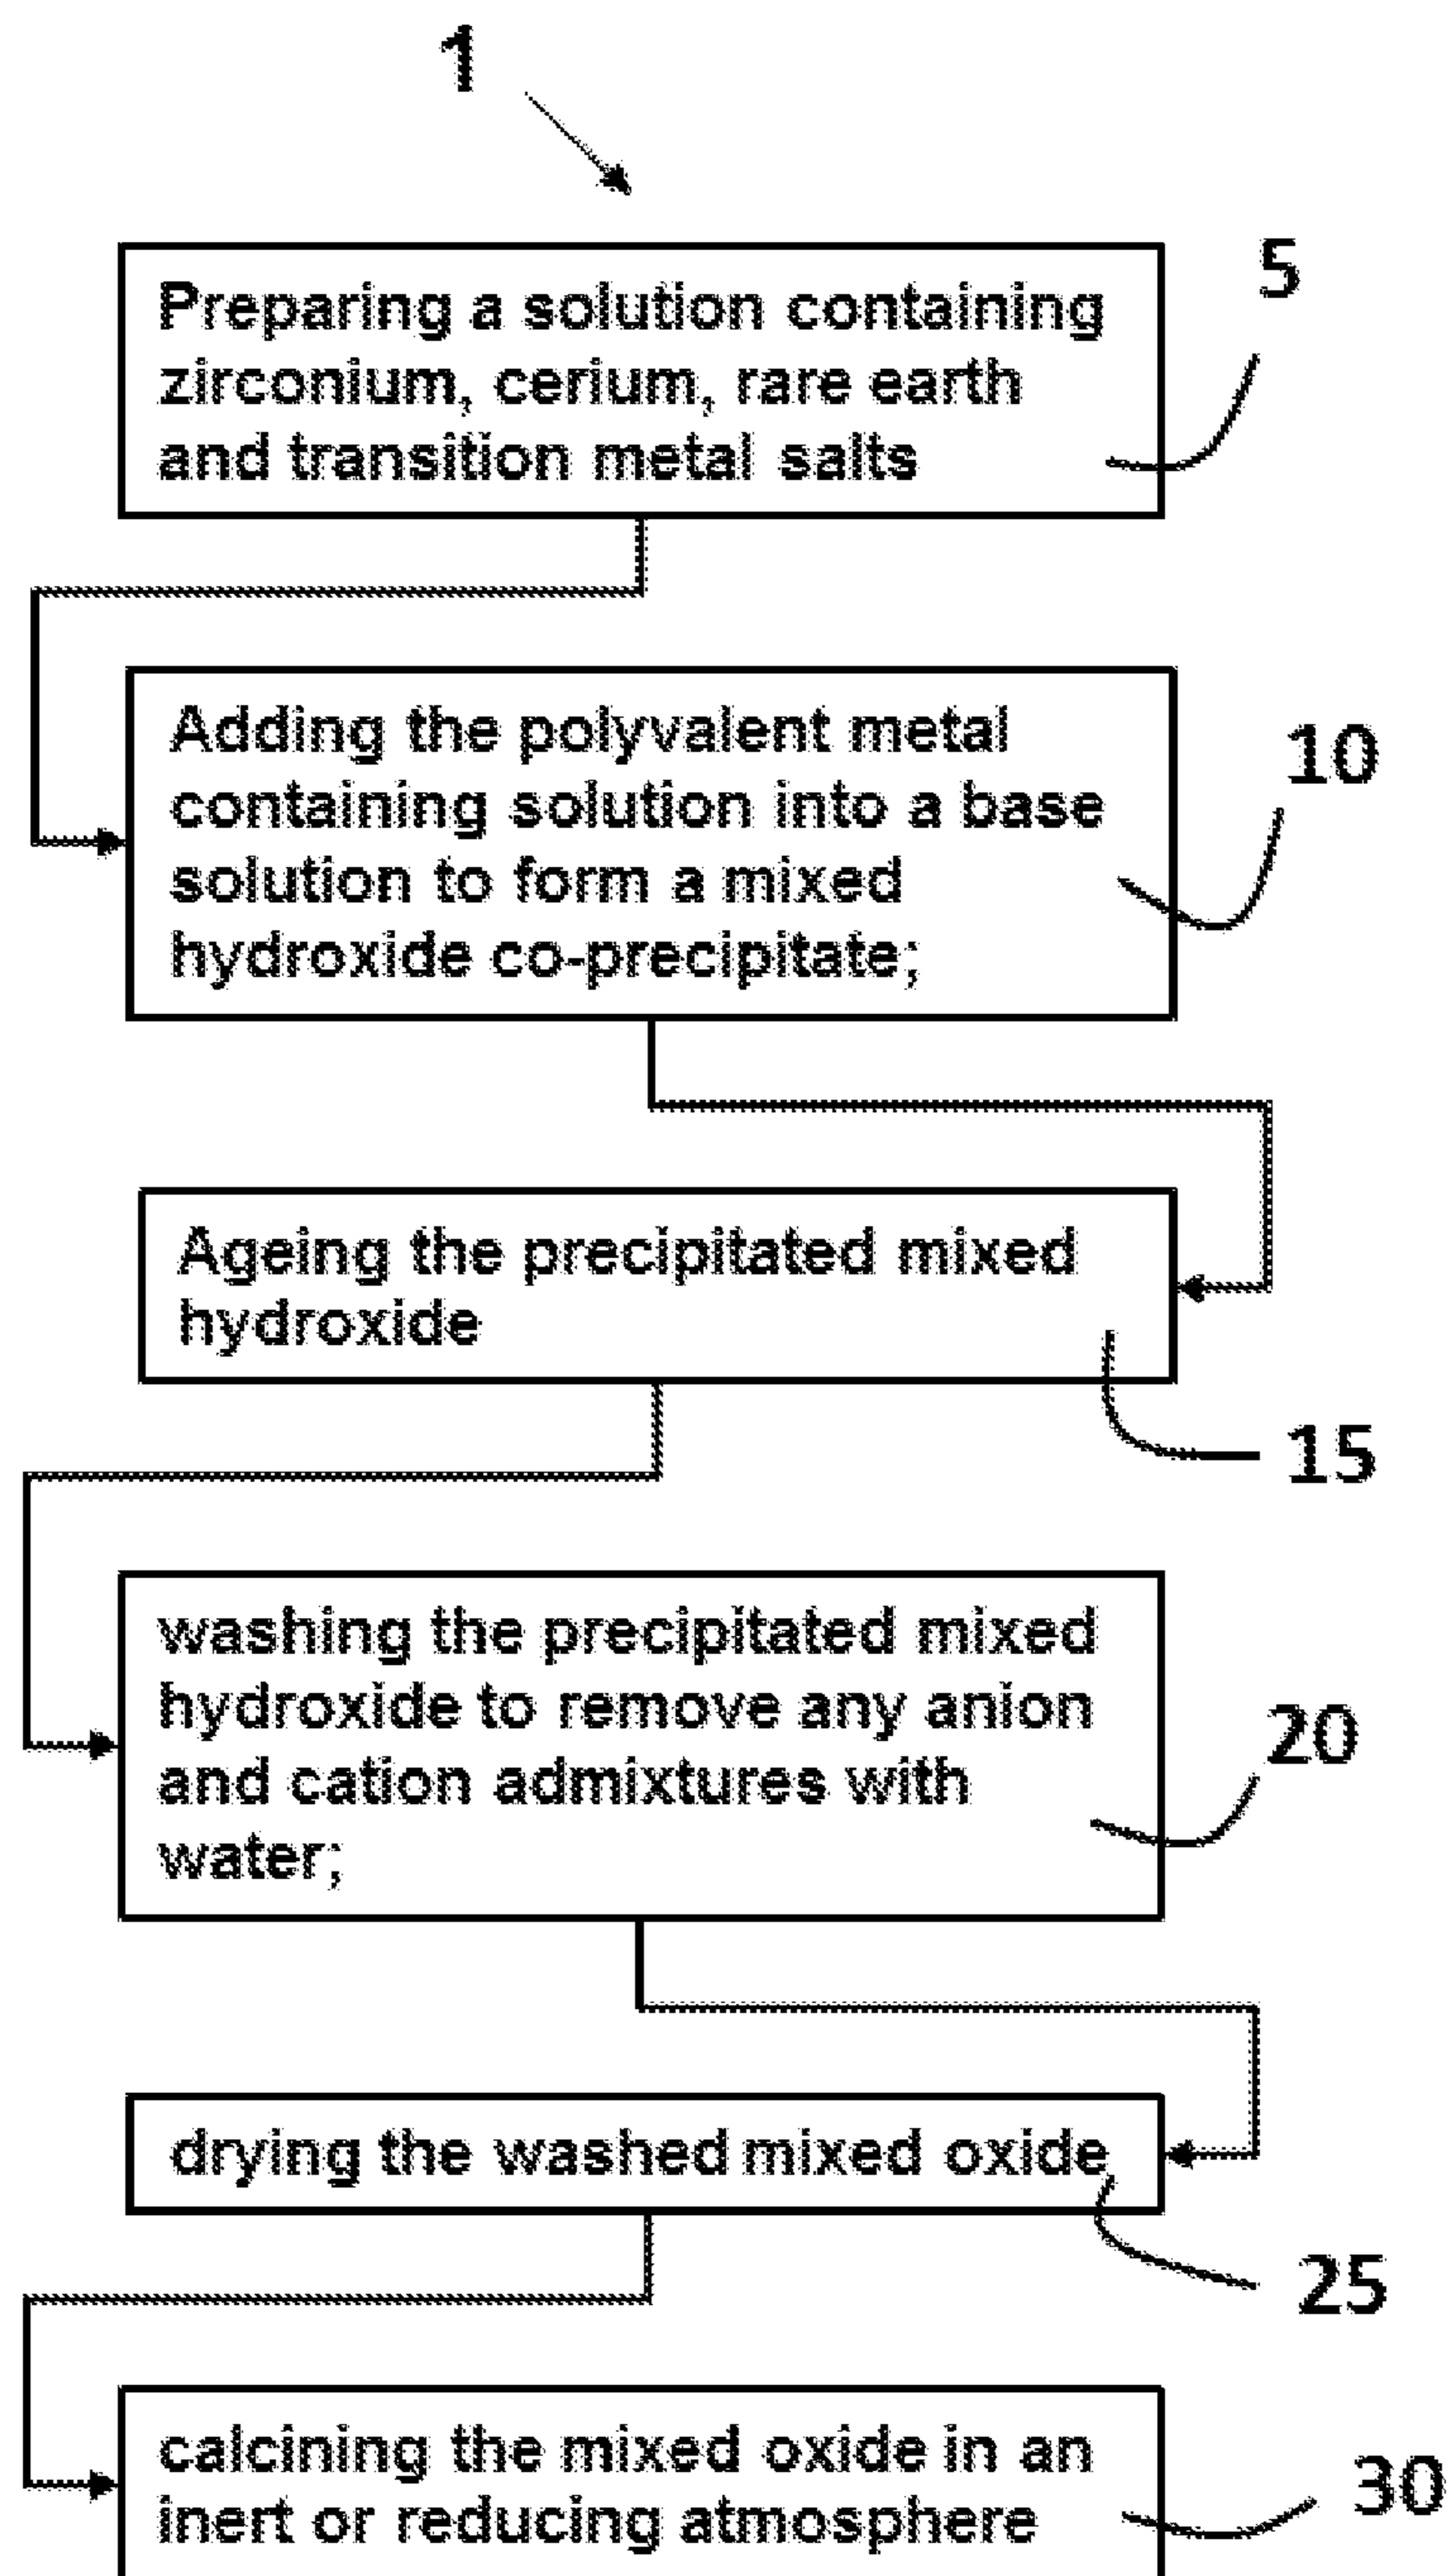 1
Preparing a solution containing
zirconium, cerium, rare earth
and transition metal salts
5
Adding the polyvalent metal
containing solution into a base
solution to form a mixed
hydroxide co-precipitate;
10
Ageing the precipitated mixed
hydroxide
15
washing the precipitated mixed
hydroxide to remove any anion
and cation admixtures with
water;
20
drying the washed mixed oxide
25
calcining the mixed oxide in an
inert or reducing atmosphere
30